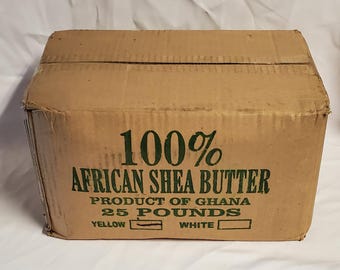 100%
AFRICAN SHEA BUTTER
PRODUCT OF GHANA
25 POUNDS
YELLOW WHITE